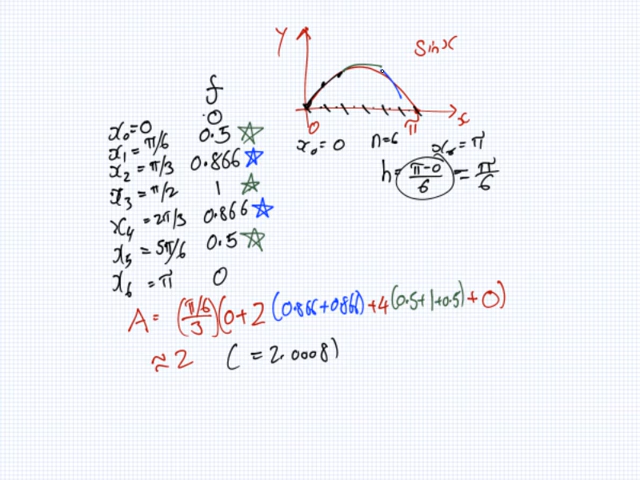 y
sin x
0
π
x
x₀ = 0
n=6
x₆ = π
h = (π-0)/6 = π/6
f
x₀ = 0 0
x₁ = π/6 0.5
x₂ = π/3 0.866
x₃ = π/2 1
x₄ = 2π/3 0.866
x₅ = 5π/6 0.5
x₆ = π 0
A = ((π/6)/3)(0+2(0.866+0.866)+4(0.5+1+0.5)+0)
≈ 2 ( = 2.0008)